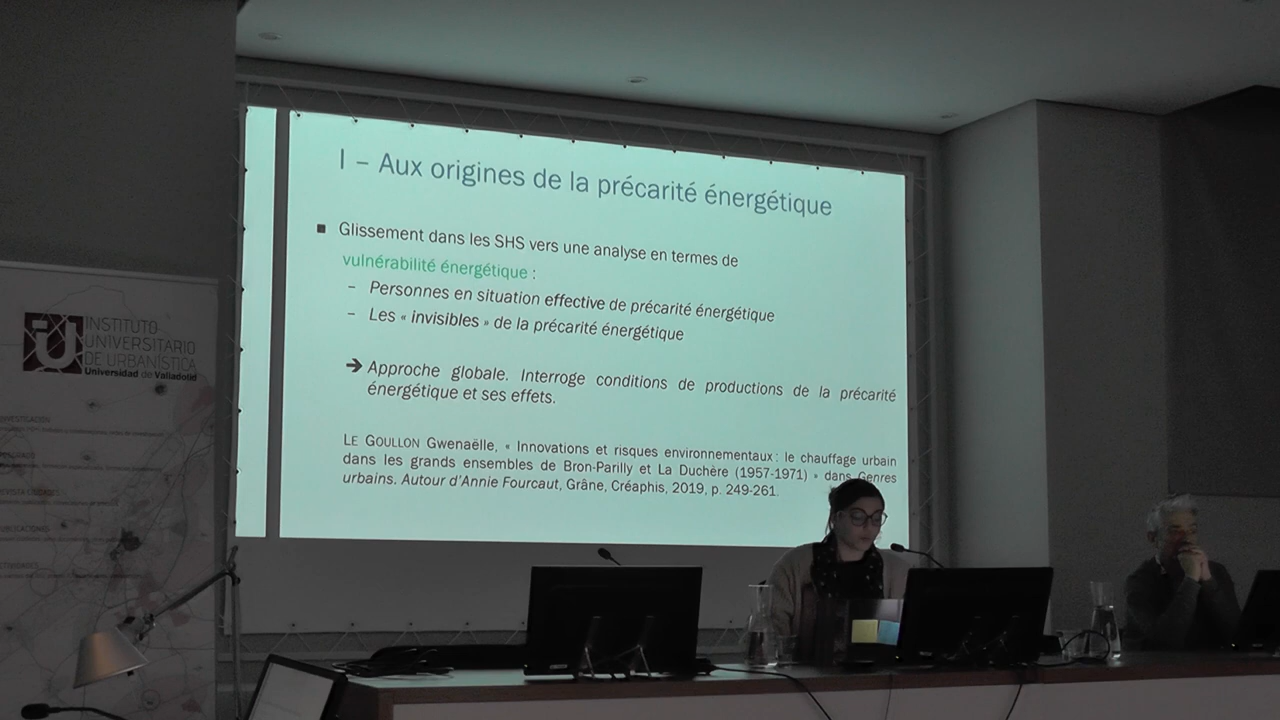 I – Aux origines de la précarité énergétique
■ Glissement dans les SHS vers une analyse en termes de
vulnérabilité énergétique :
– Personnes en situation effective de précarité énergétique
– Les « invisibles » de la précarité énergétique
➔ Approche globale. Interroge conditions de productions de la précarité
énergétique et ses effets.
LE GOULLON Gwenaëlle, « Innovations et risques environnementaux : le chauffage urbain
dans les grands ensembles de Bron-Parilly et La Duchère (1957-1971) » dans Genres
urbains. Autour d'Annie Fourcaut, Grâne, Créaphis, 2019, p. 249-261.
INSTITUTO
UNIVERSITARIO
DE URBANÍSTICA
Universidad de Valladolid